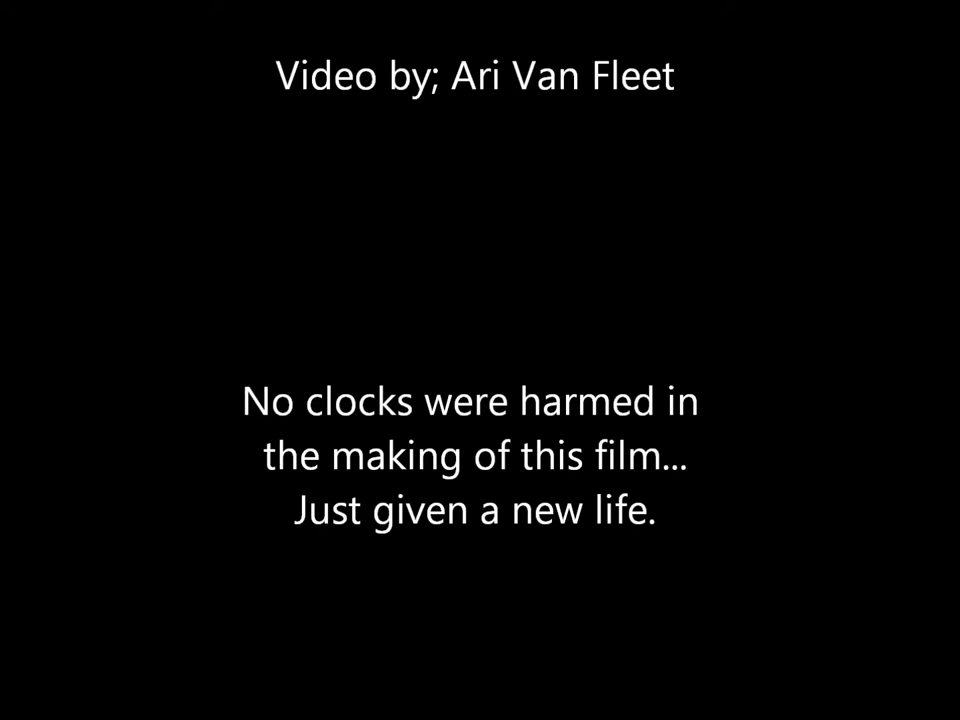 Video by; Ari Van Fleet
No clocks were harmed in
the making of this film...
Just given a new life.